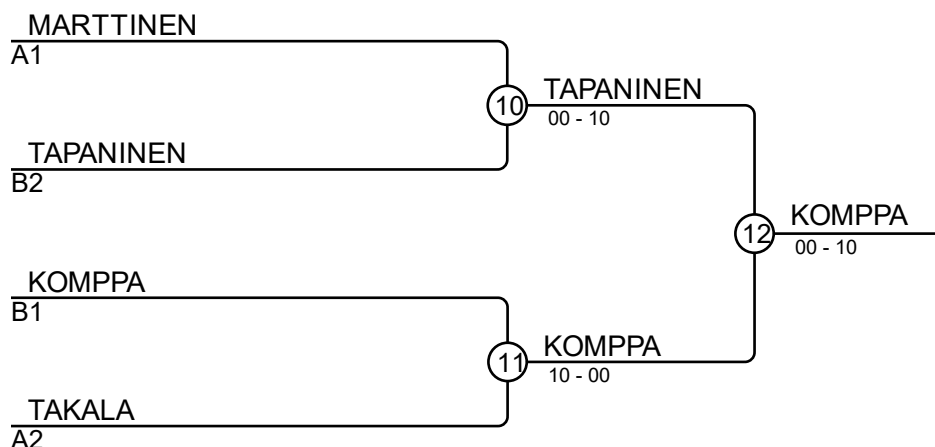 MARTTINEN
A1
10
TAPANINEN
00 - 10
TAPANINEN
B2
12
KOMPPA
00 - 10
KOMPPA
B1
11
KOMPPA
10 - 00
TAKALA
A2